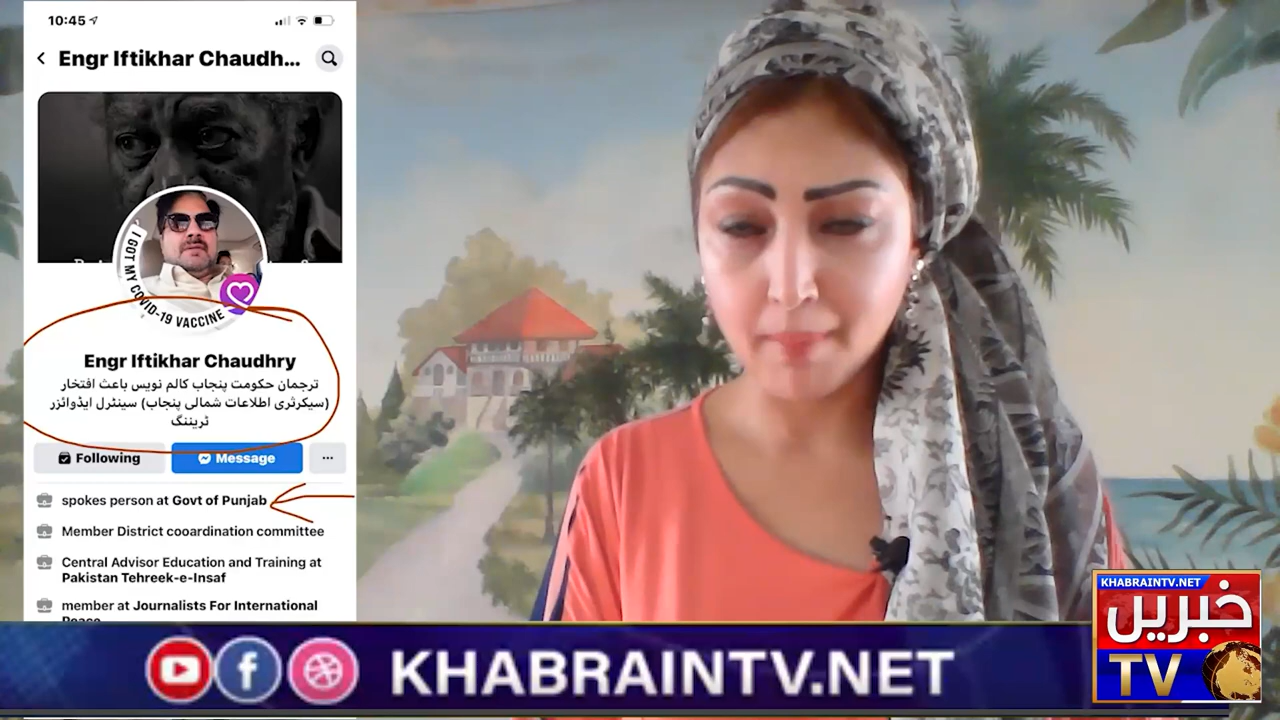 10:45
Engr Iftikhar Chaudh...
I GOT MY COVID-19 VACCINE
Engr Iftikhar Chaudhry
ترجمان حکومت پنجاب کالم نویس باعث افتخار
(سیکرٹری اطلاعات شمالی پنجاب) سینٹرل ایڈوائزر
ٹریننگ
Following
Message
spokes person at Govt of Punjab
Member District cooardination committee
Central Advisor Education and Training at
Pakistan Tehreek-e-Insaf
member at Journalists For International
Peace
KHABRAINTV.NET
KHABRAINTV.NET
خبریں
TV